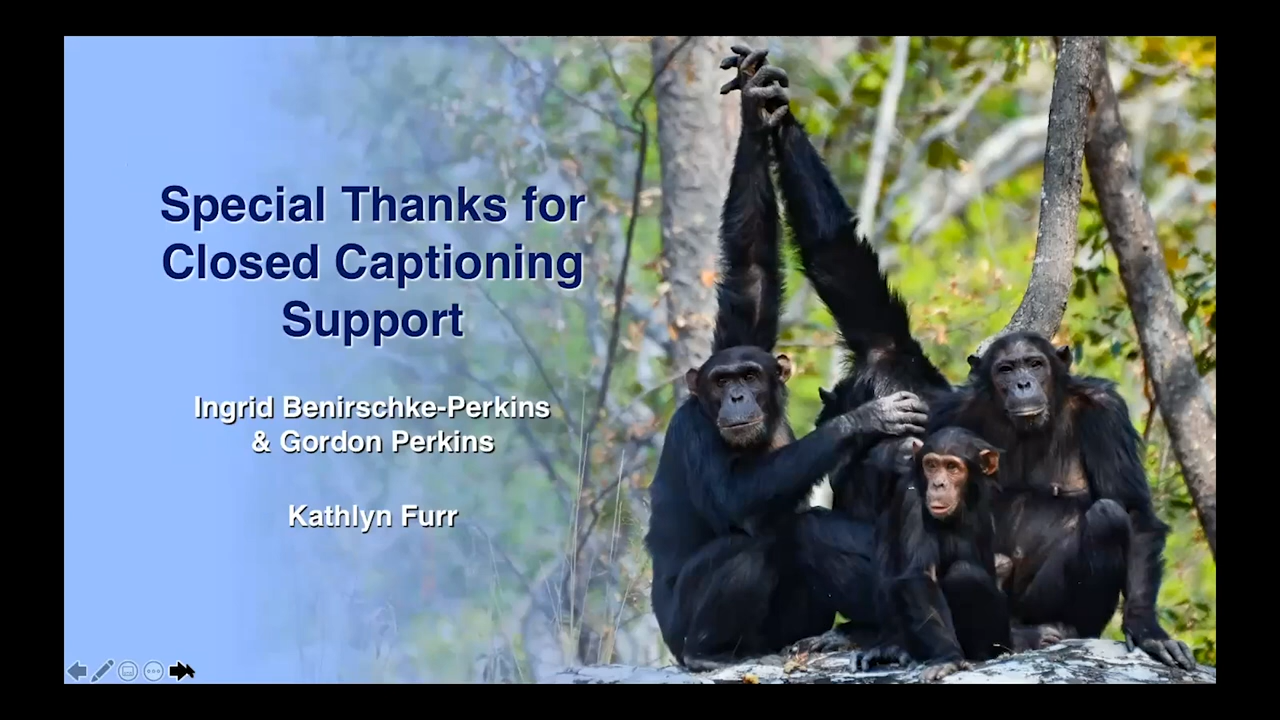 Special Thanks for
Closed Captioning
Support
Ingrid Benirschke-Perkins
& Gordon Perkins
Kathlyn Furr